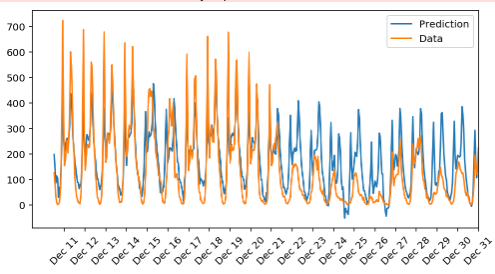 Prediction
Data
700
600
500
400
300
200
100
0
Dec 11
Dec 12
Dec 13
Dec 14
Dec 15
Dec 16
Dec 17
Dec 18
Dec 19
Dec 20
Dec 21
Dec 22
Dec 23
Dec 24
Dec 25
Dec 26
Dec 27
Dec 28
Dec 29
Dec 30
Dec 31